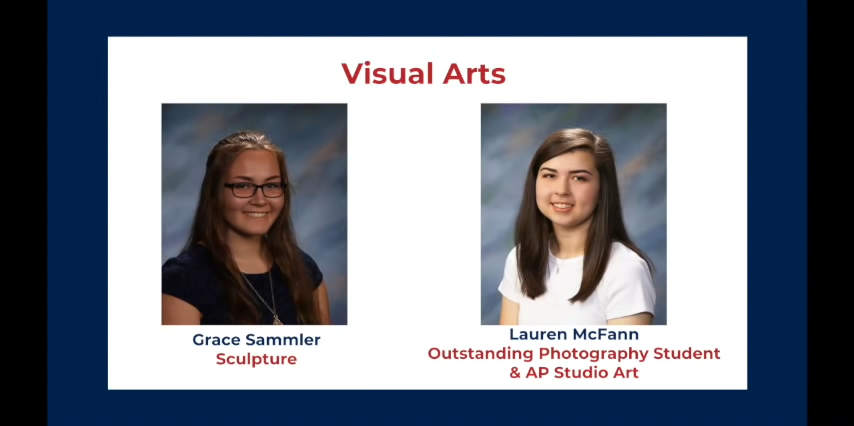 Visual Arts
Grace Sammler
Sculpture
Lauren McFann
Outstanding Photography Student
& AP Studio Art